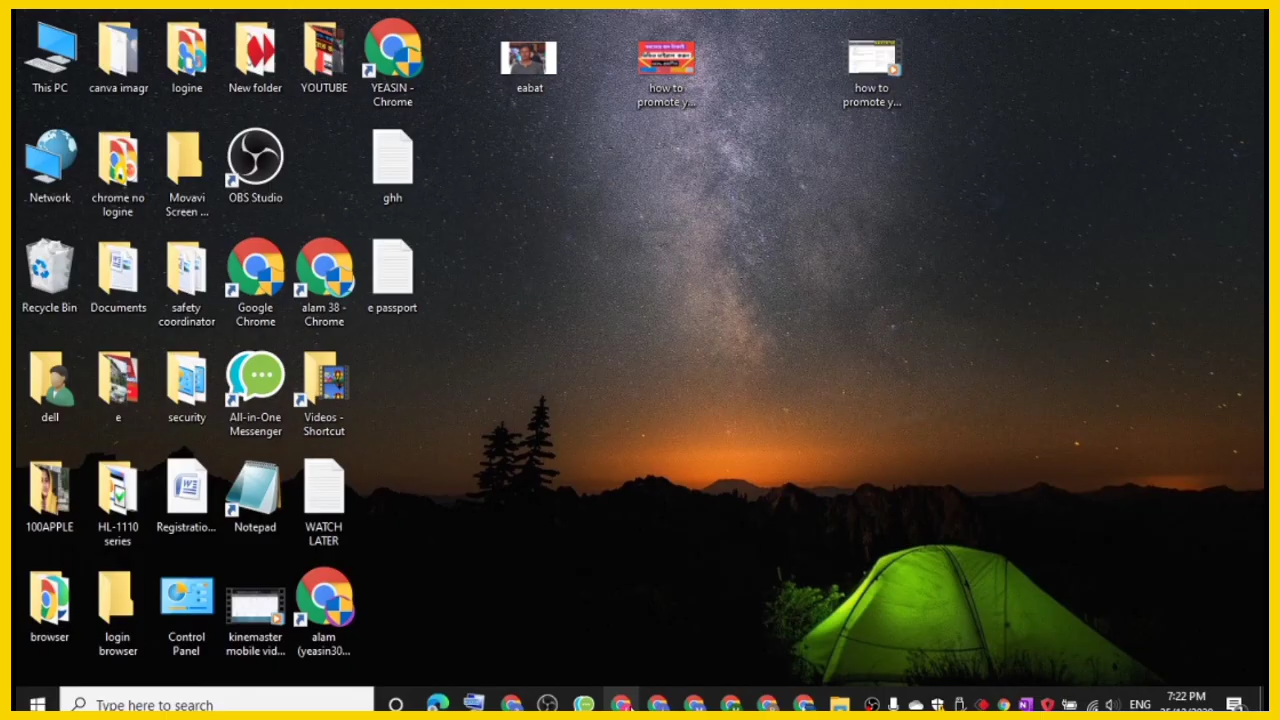 This PC
canva imagr
logine
New folder
YOUTUBE
YEASIN -
Chrome
eabat
how to
promote y...
how to
promote y...
Network
chrome no
logine
Movavi
Screen ...
OBS Studio
ghh
Recycle Bin
Documents
safety
coordinator
Google
Chrome
alam 38 -
Chrome
e passport
dell
e
security
All-in-One
Messenger
Videos -
Shortcut
100APPLE
HL-1110
series
Registratio...
Notepad
WATCH
LATER
browser
login
browser
Control
Panel
kinemaster
mobile vid...
alam
(yeasin30...
Type here to search
ENG
7:22 PM